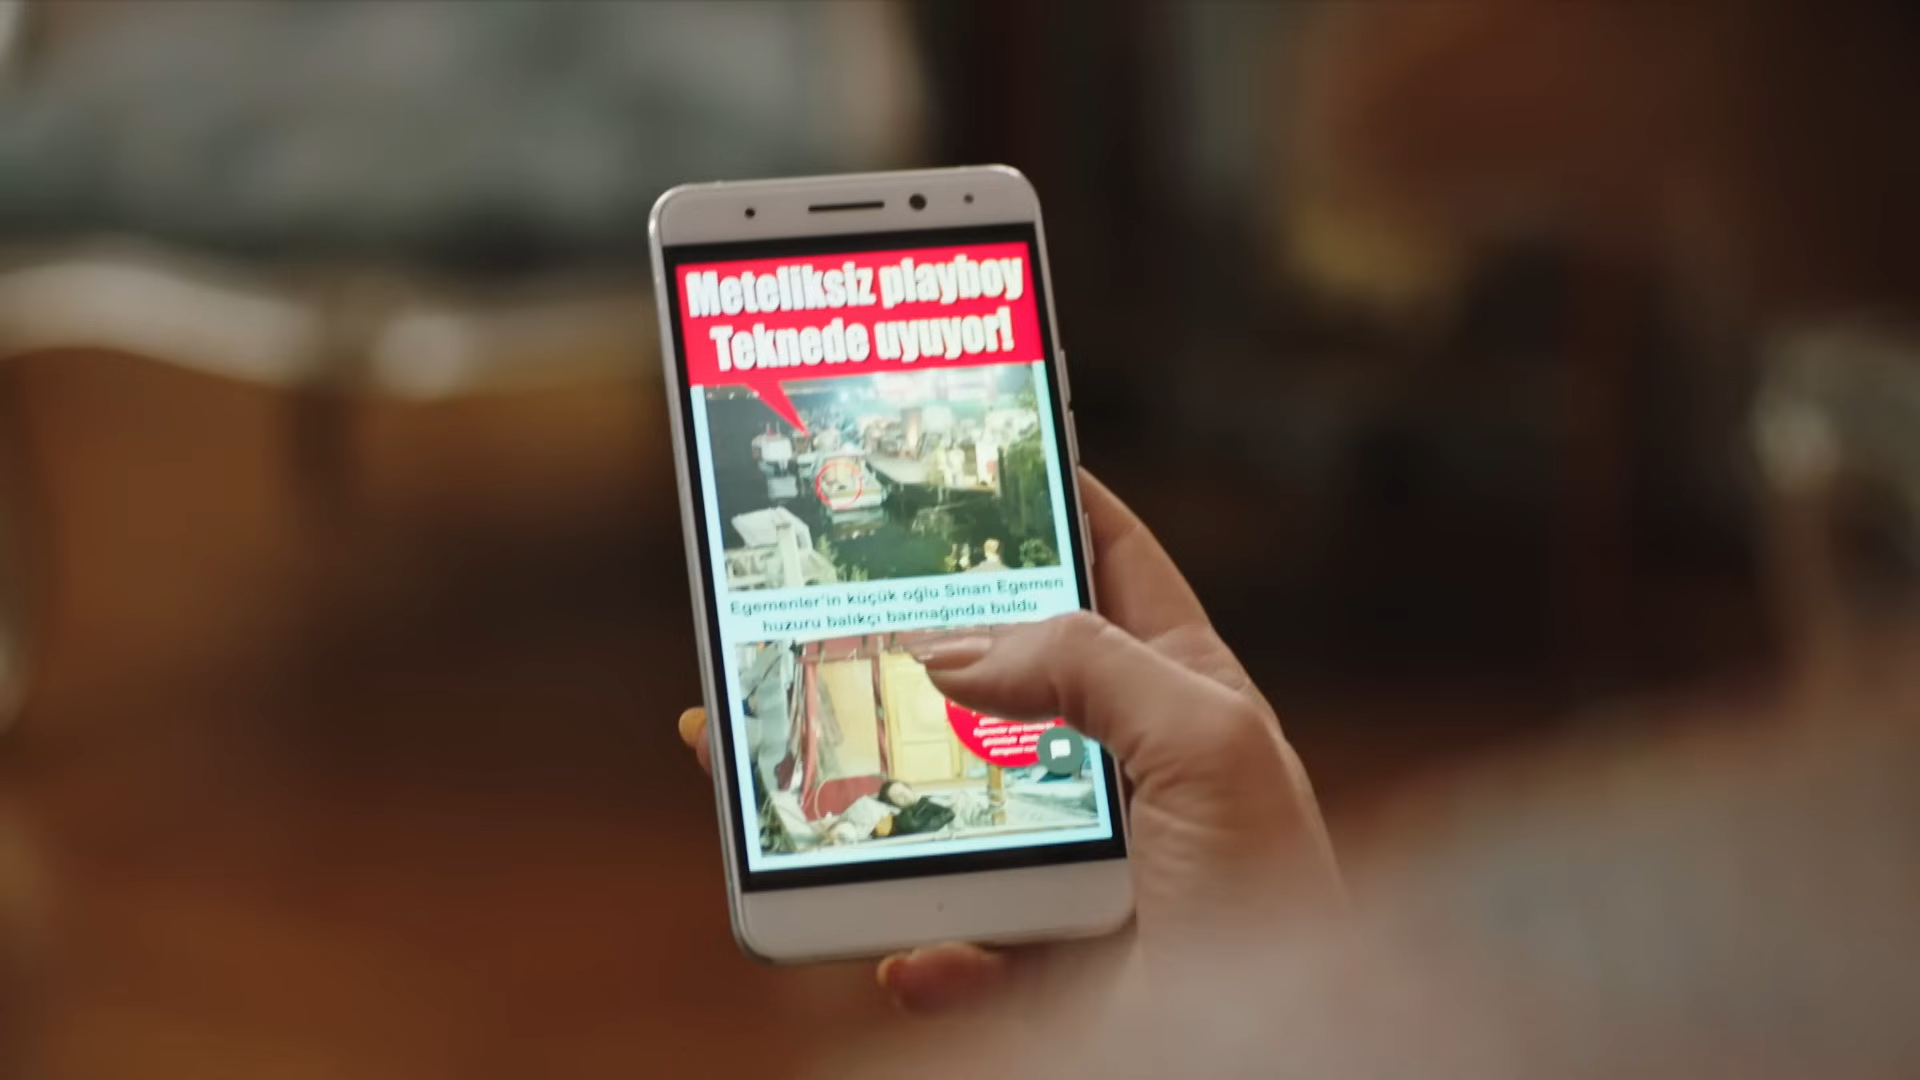 Meteliksiz playboy
Teknede uyuyor!
Egemenler'in küçük oğlu Sinan Egemen
huzuru balıkçı barınağında buldu